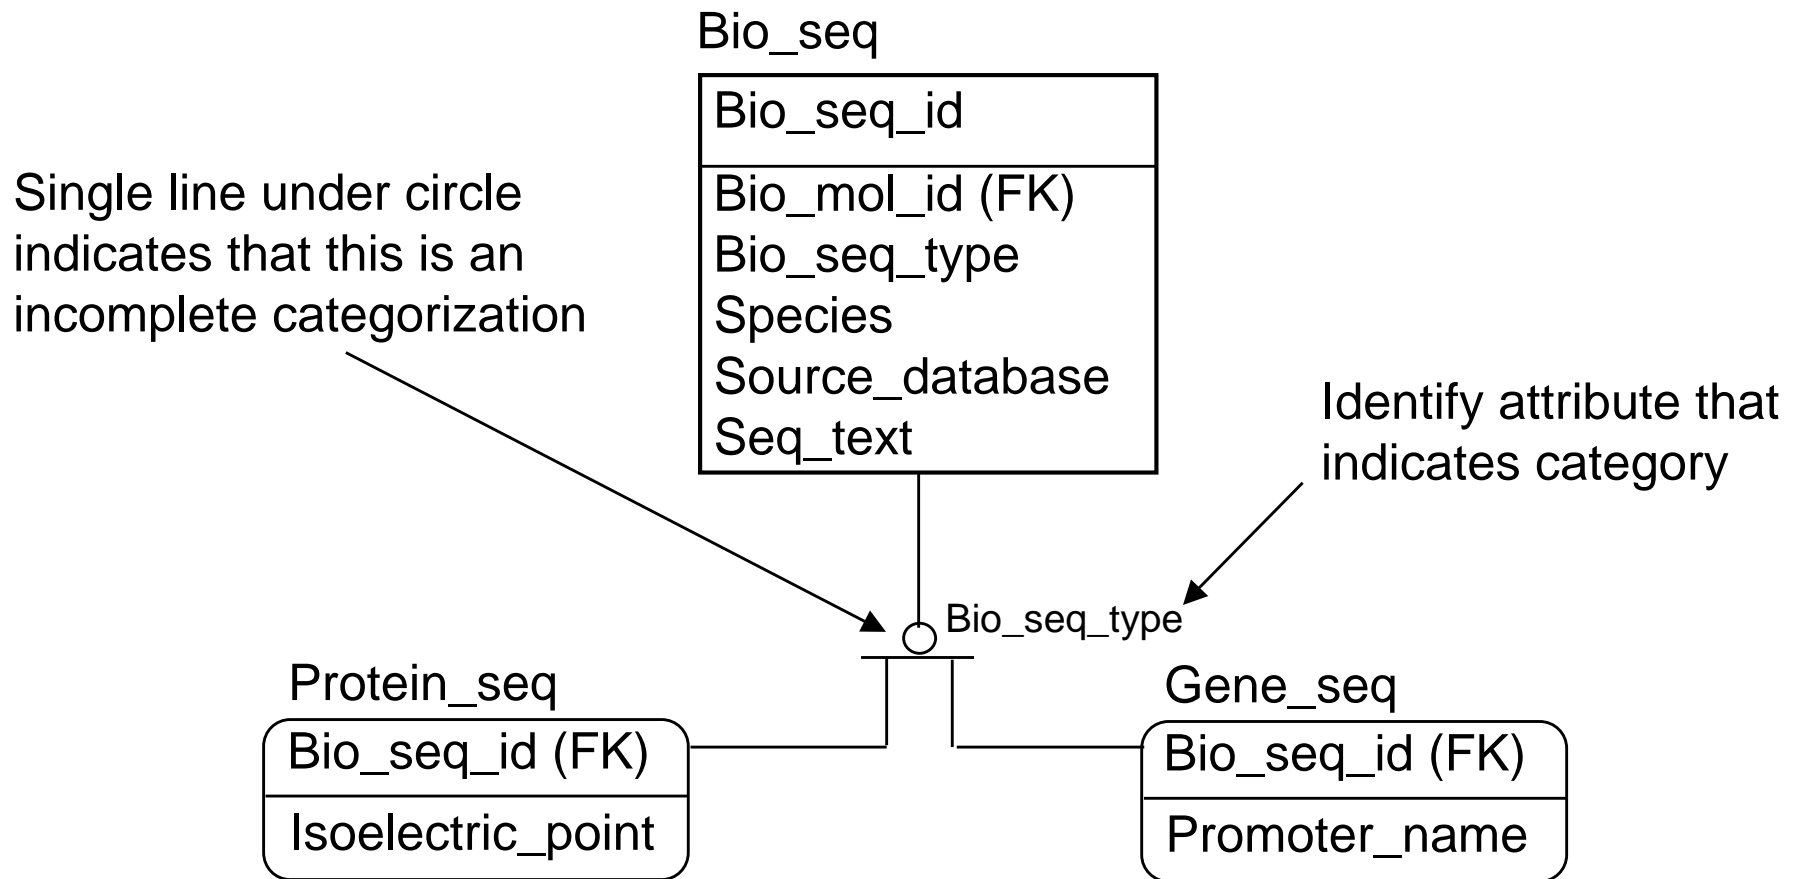 Bio_seq
Bio_seq_id
Bio_mol_id (FK)
Bio_seq_type
Species
Source_database
Seq_text
Single line under circle
indicates that this is an
incomplete categorization
Identify attribute that
indicates category
Bio_seq_type
Protein_seq
Bio_seq_id (FK)
Isoelectric_point
Gene_seq
Bio_seq_id (FK)
Promoter_name